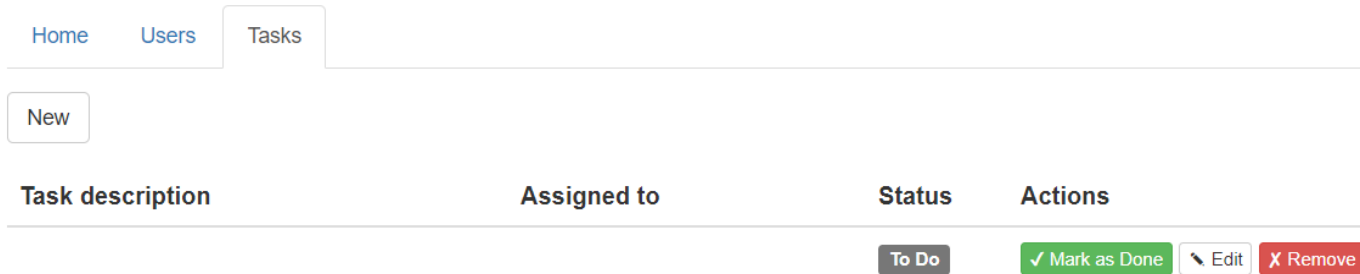 Home Users Tasks
New
Task description Assigned to Status Actions
To Do ✓ Mark as Done ✎ Edit ✗ Remove